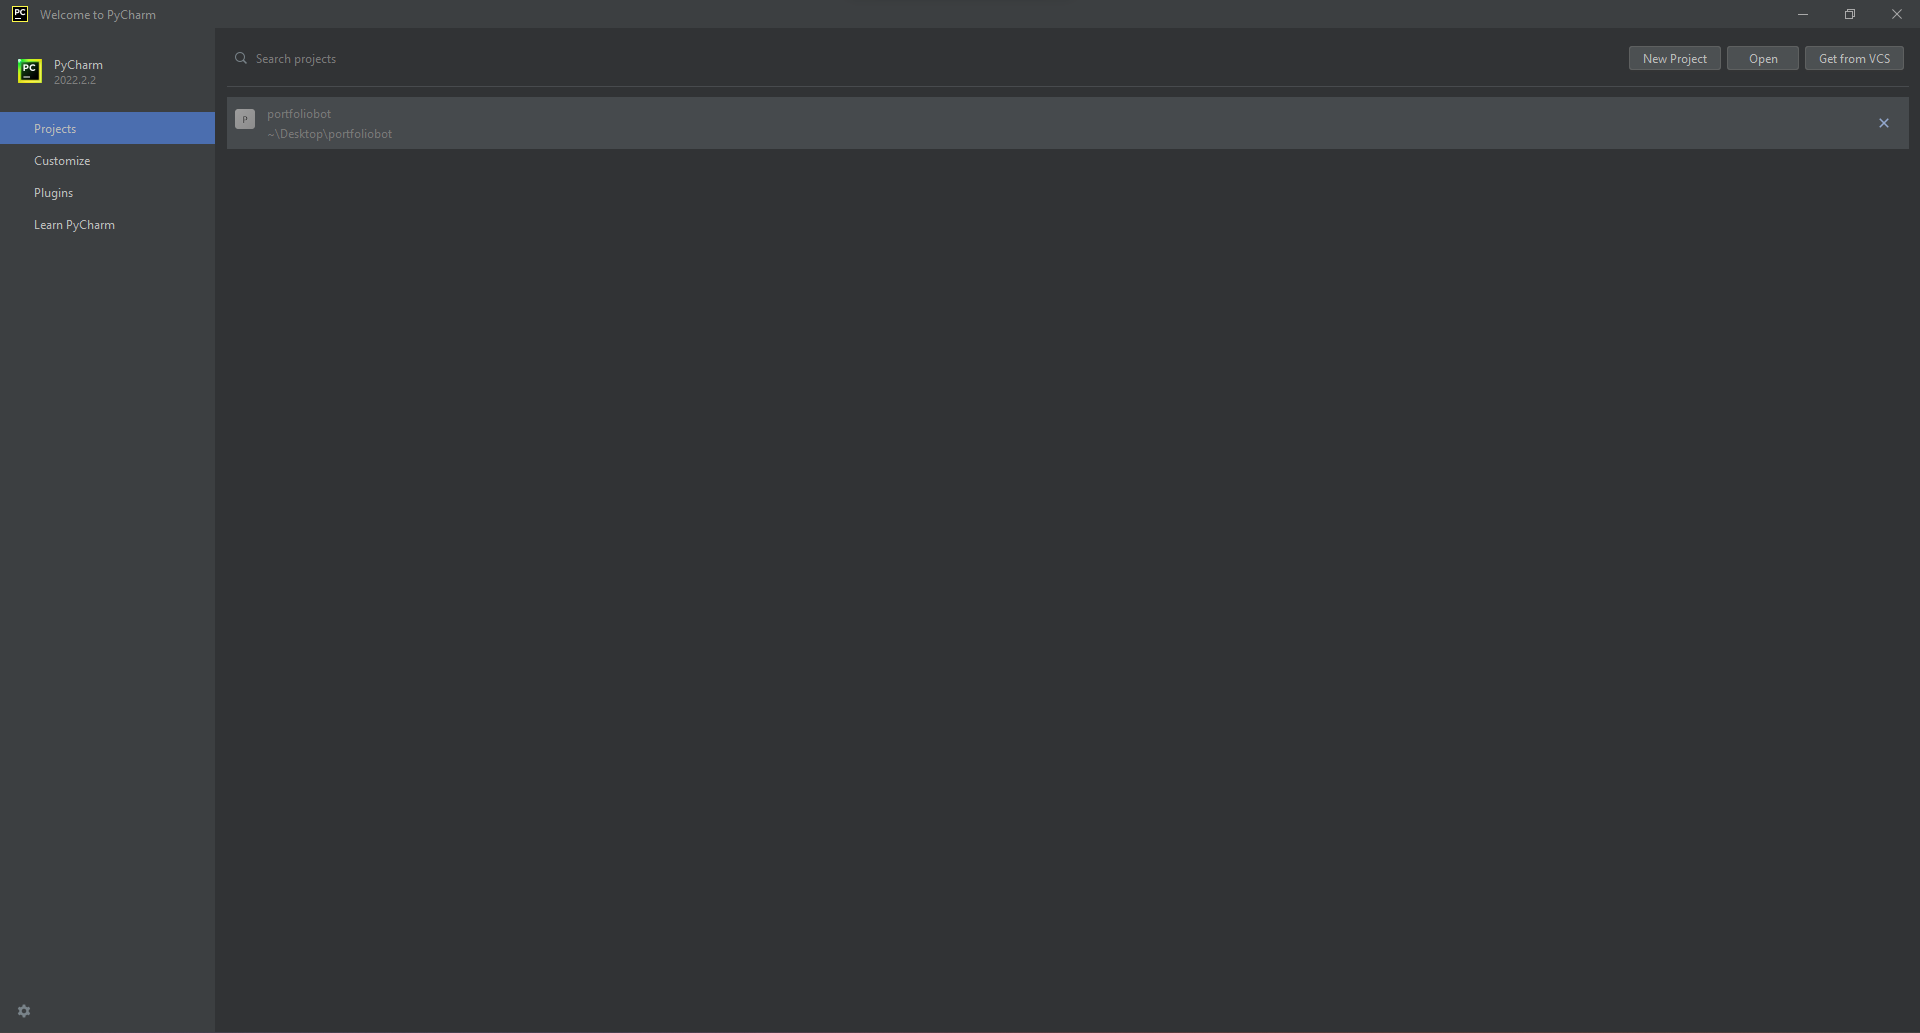 PC Welcome to PyCharm
PC PyCharm
2022.2.2
Projects
Customize
Plugins
Learn PyCharm
Search projects
New Project Open Get from VCS
P portfoliobot
~\Desktop\portfoliobot